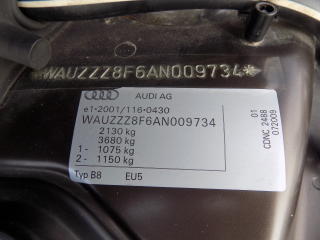 *WAUZZZ8F6AN009734*
AUDI AG
e1*2001/116*0430
WAUZZZ8F6AN009734
2130 kg
3680 kg
1- 1075 kg
2- 1150 kg
Typ B8 EU5
01
CDNC 2488
072009